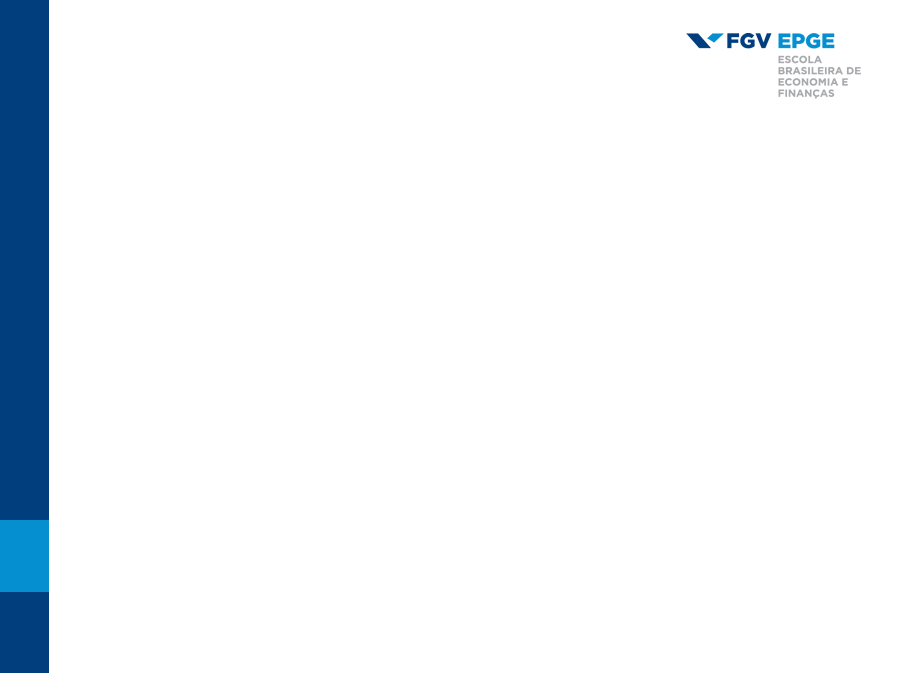 FGV EPGE
ESCOLA
BRASILEIRA DE
ECONOMIA E
FINANÇAS